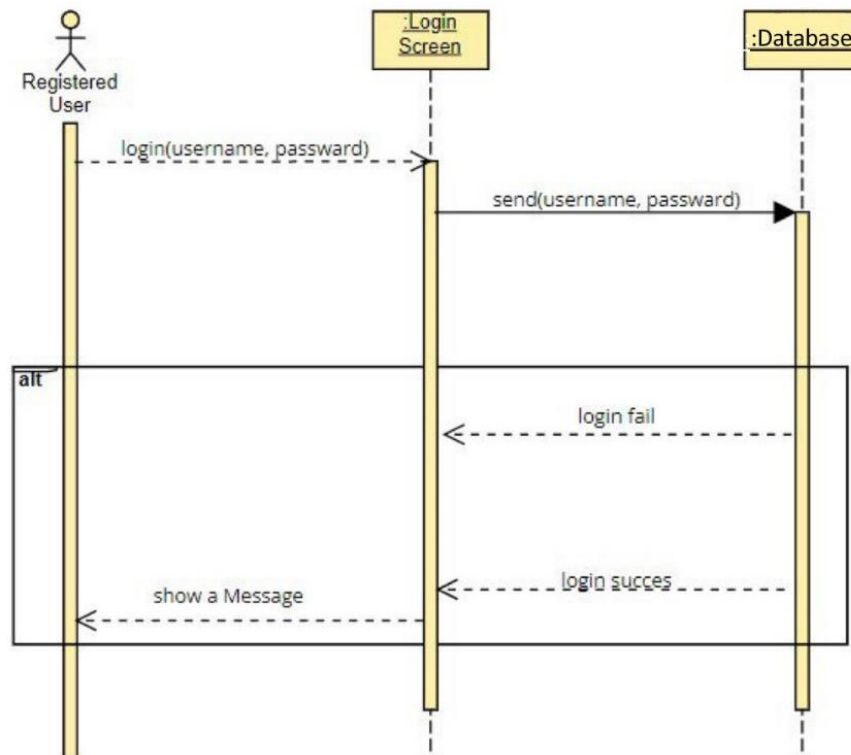 :Login
Screen
:Database
Registered
User
login(username, passward)
send(username, passward)
alt
login fail
login succes
show a Message